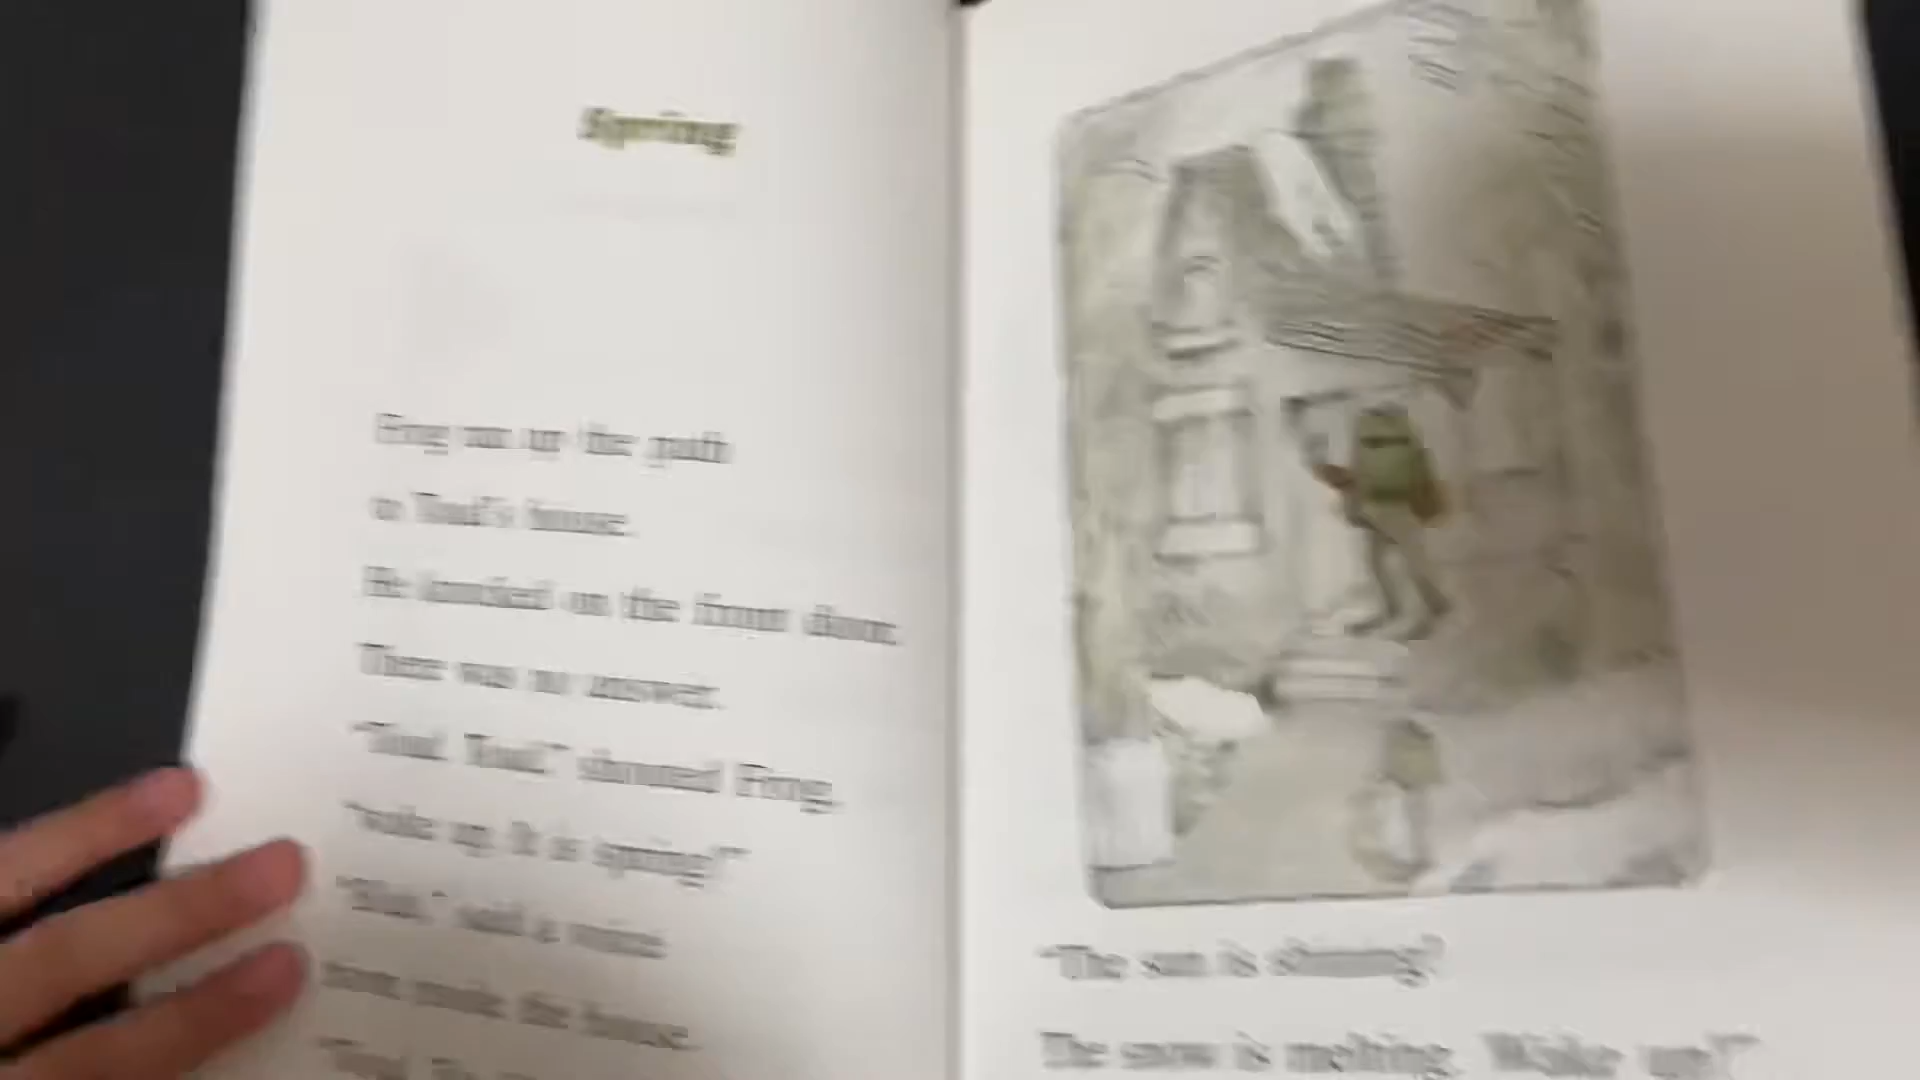 Spring
Frog ran up the path
to Toad's house.
He knocked on the front door.
There was no answer.
"Toad, Toad," shouted Frog,
"wake up. It is spring!"
"Blah," said a voice
from inside the house.
"Toad,
"The sun is shining!
The snow is melting. Wake up!"